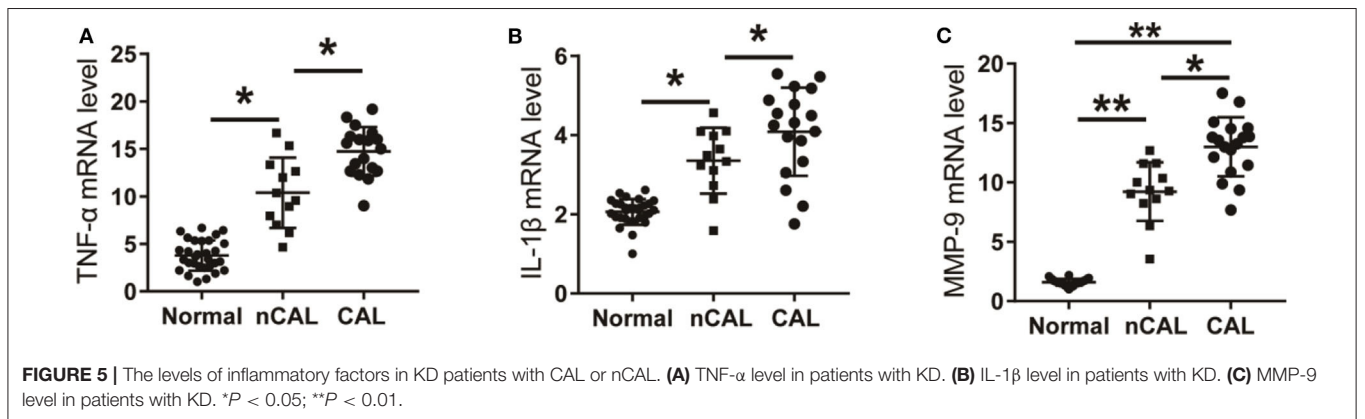 A
TNF-α mRNA level
25
20
15
10
5
0
*
*
Normal nCAL CAL
B
IL-1β mRNA level
6
4
2
0
*
*
Normal nCAL CAL
C
MMP-9 mRNA level
20
15
10
5
0
**
**
*
Normal nCAL CAL
FIGURE 5 | The levels of inflammatory factors in KD patients with CAL or nCAL. (A) TNF-α level in patients with KD. (B) IL-1β level in patients with KD. (C) MMP-9
level in patients with KD. *P < 0.05; **P < 0.01.